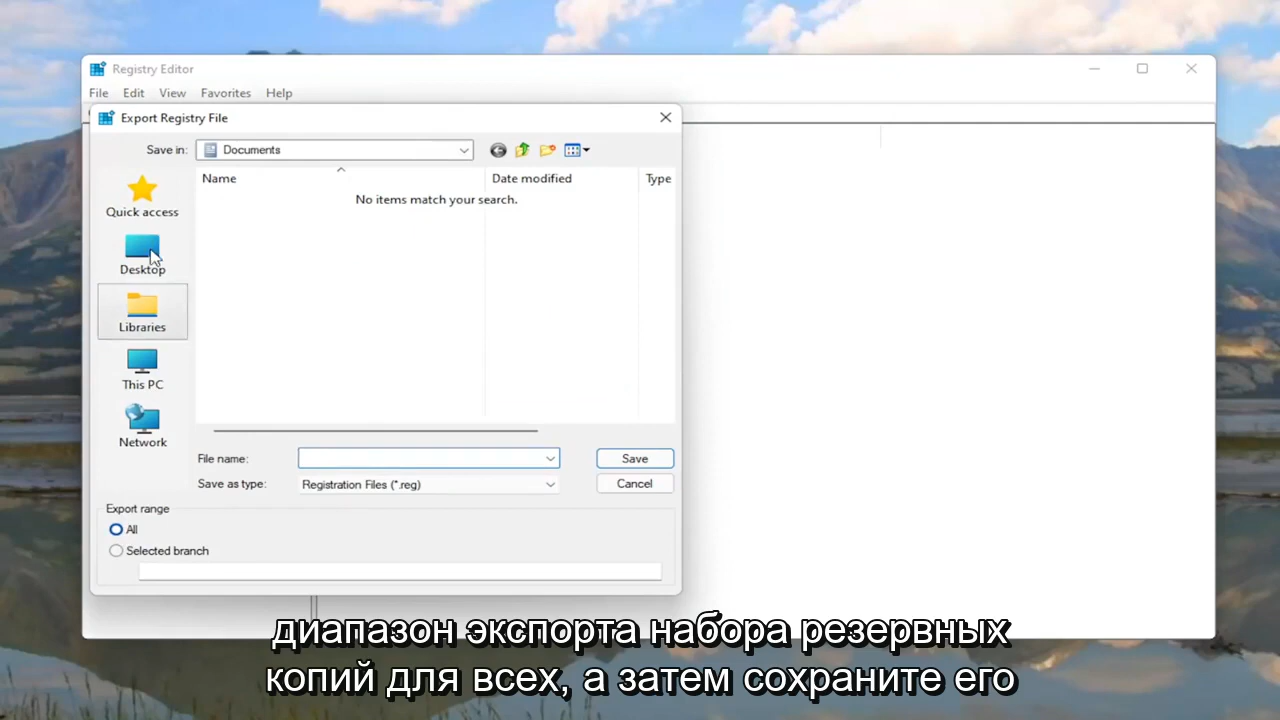 Registry Editor
File Edit View Favorites Help
Export Registry File
Save in: Documents
Name Date modified Type
No items match your search.
Quick access
Desktop
Libraries
This PC
Network
File name: Save
Save as type: Registration Files (*.reg) Cancel
Export range
All
Selected branch
диапазон экспорта набора резервных
копий для всех, а затем сохраните его